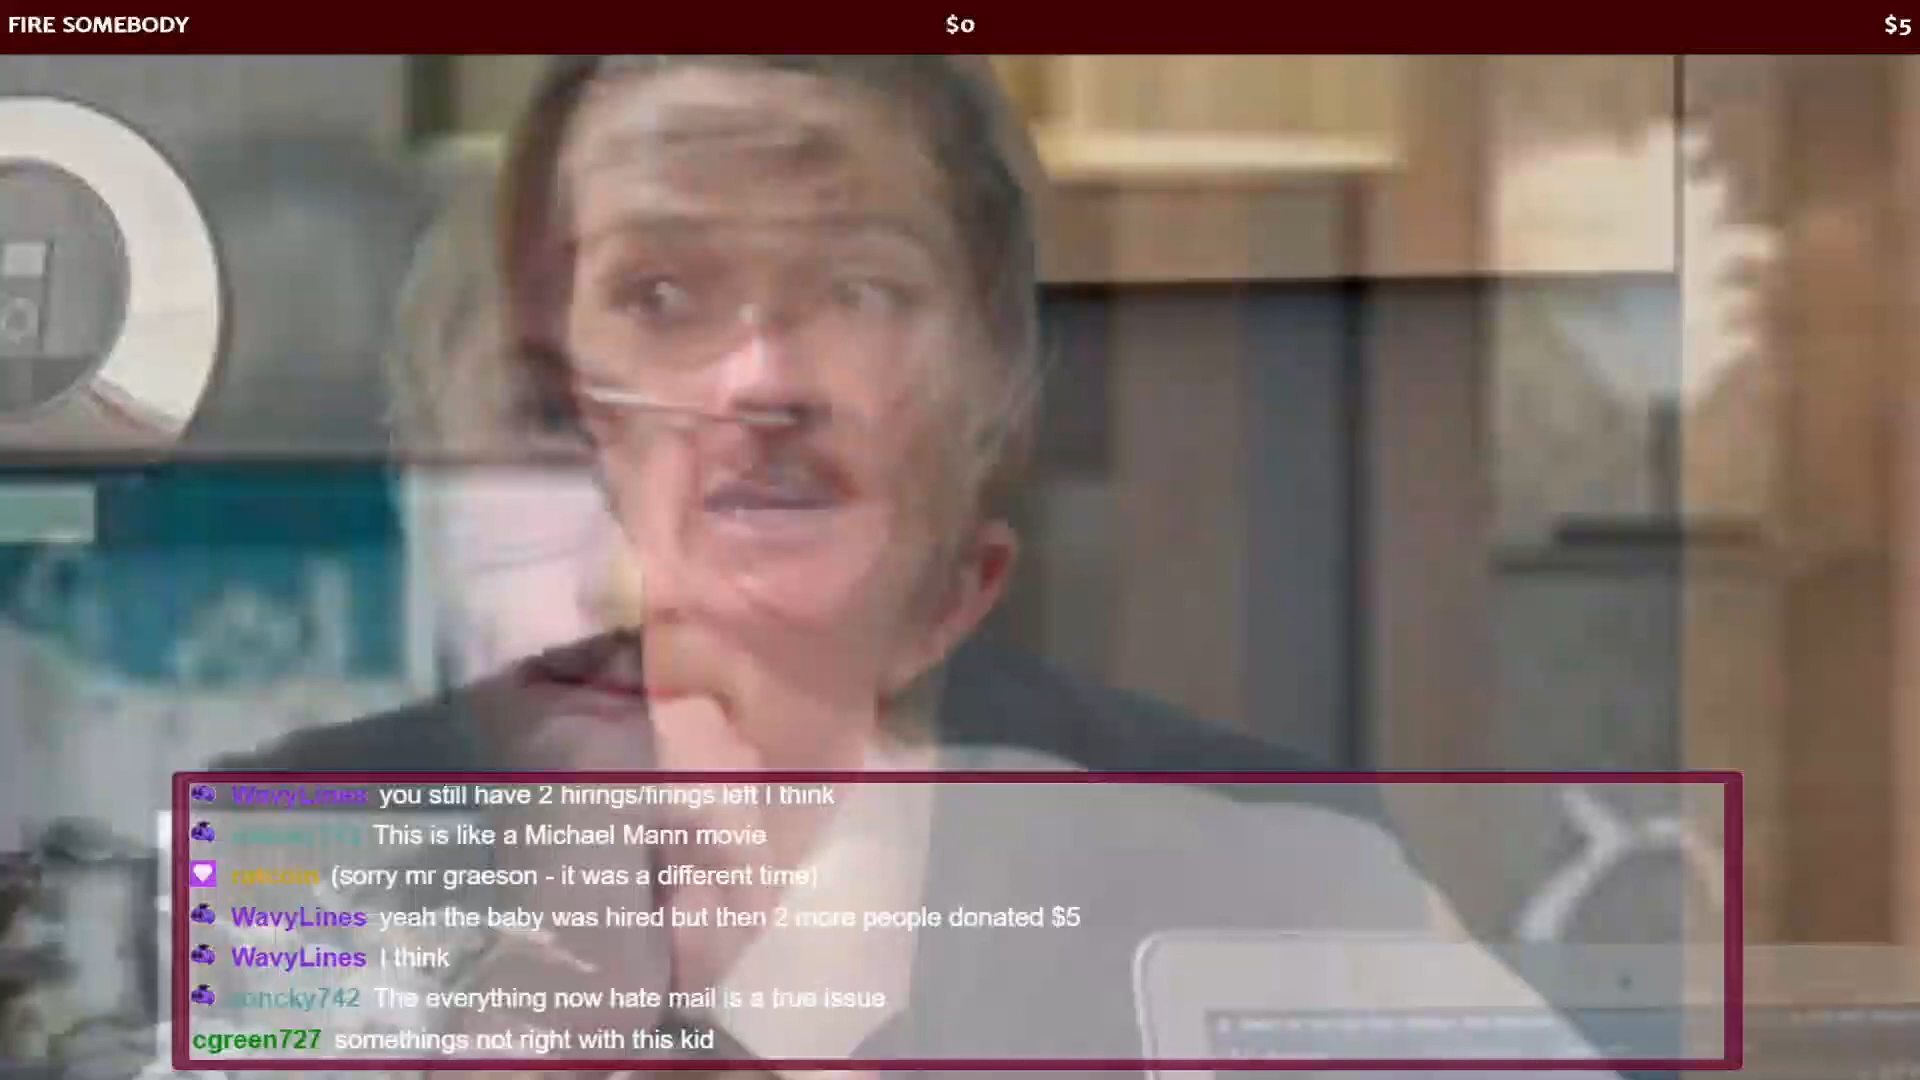 FIRE SOMEBODY $0 $5
WavyLines you still have 2 hirings/firings left I think
This is like a Michael Mann movie
ratcoin (sorry mr graeson - it was a different time)
WavyLines yeah the baby was hired but then 2 more people donated $5
WavyLines I think
The everything now hate mail is a true issue
cgreen727 somethings not right with this kid